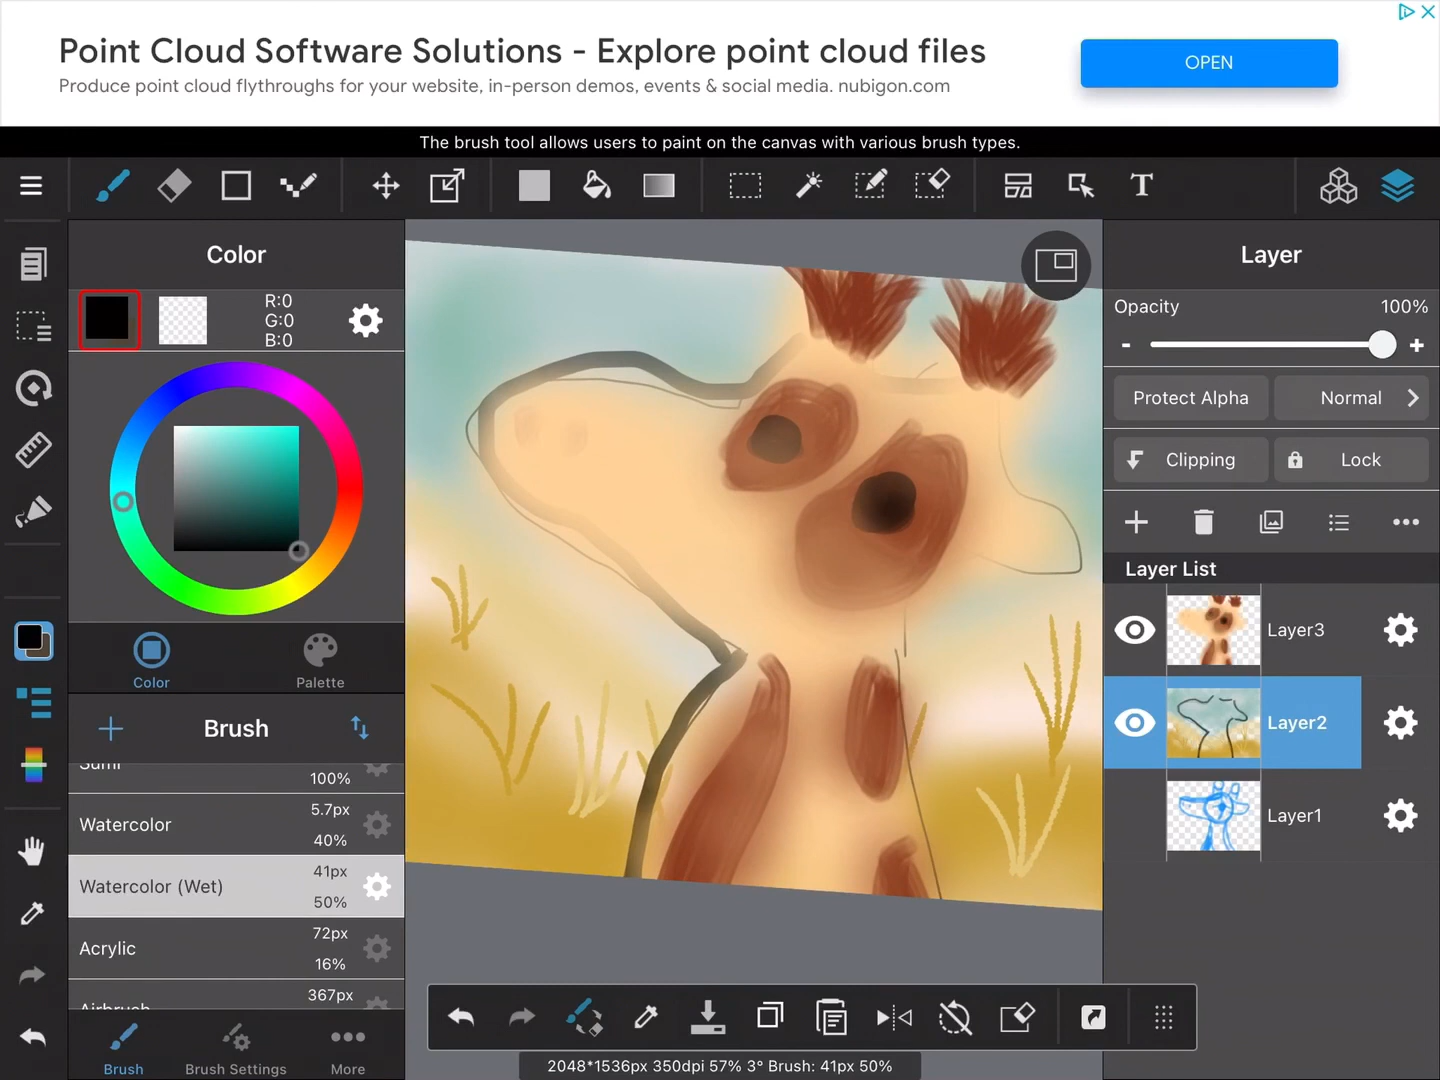 Point Cloud Software Solutions - Explore point cloud files
Produce point cloud flythroughs for your website, in-person demos, events & social media. nubigon.com
OPEN
The brush tool allows users to paint on the canvas with various brush types.
T
Color
R:0
G:0
B:0
Color
Palette
Brush
Sumi
100%
Watercolor
5.7px
40%
Watercolor (Wet)
41px
50%
Acrylic
72px
16%
Airbrush
367px
Brush
Brush Settings
More
Layer
Opacity
100%
- +
Protect Alpha
Normal
Clipping
Lock
Layer List
Layer3
Layer2
Layer1
2048*1536px 350dpi 57% 3° Brush: 41px 50%